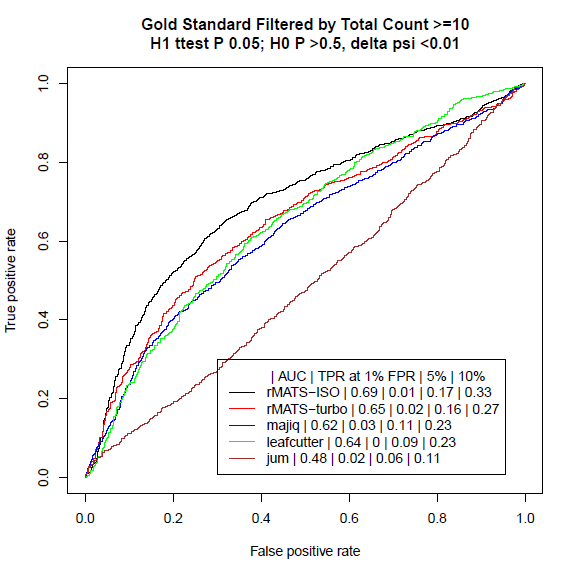 Gold Standard Filtered by Total Count >=10
H1 ttest P 0.05; H0 P >0.5, delta psi <0.01
True positive rate
1.0
0.8
0.6
0.4
0.2
0.0
| AUC | TPR at 1% FPR | 5% | 10%
rMATS−ISO | 0.69 | 0.01 | 0.17 | 0.33
rMATS−turbo | 0.65 | 0.02 | 0.16 | 0.27
majiq | 0.62 | 0.03 | 0.11 | 0.23
leafcutter | 0.64 | 0 | 0.09 | 0.23
jum | 0.48 | 0.02 | 0.06 | 0.11
0.0 0.2 0.4 0.6 0.8 1.0
False positive rate